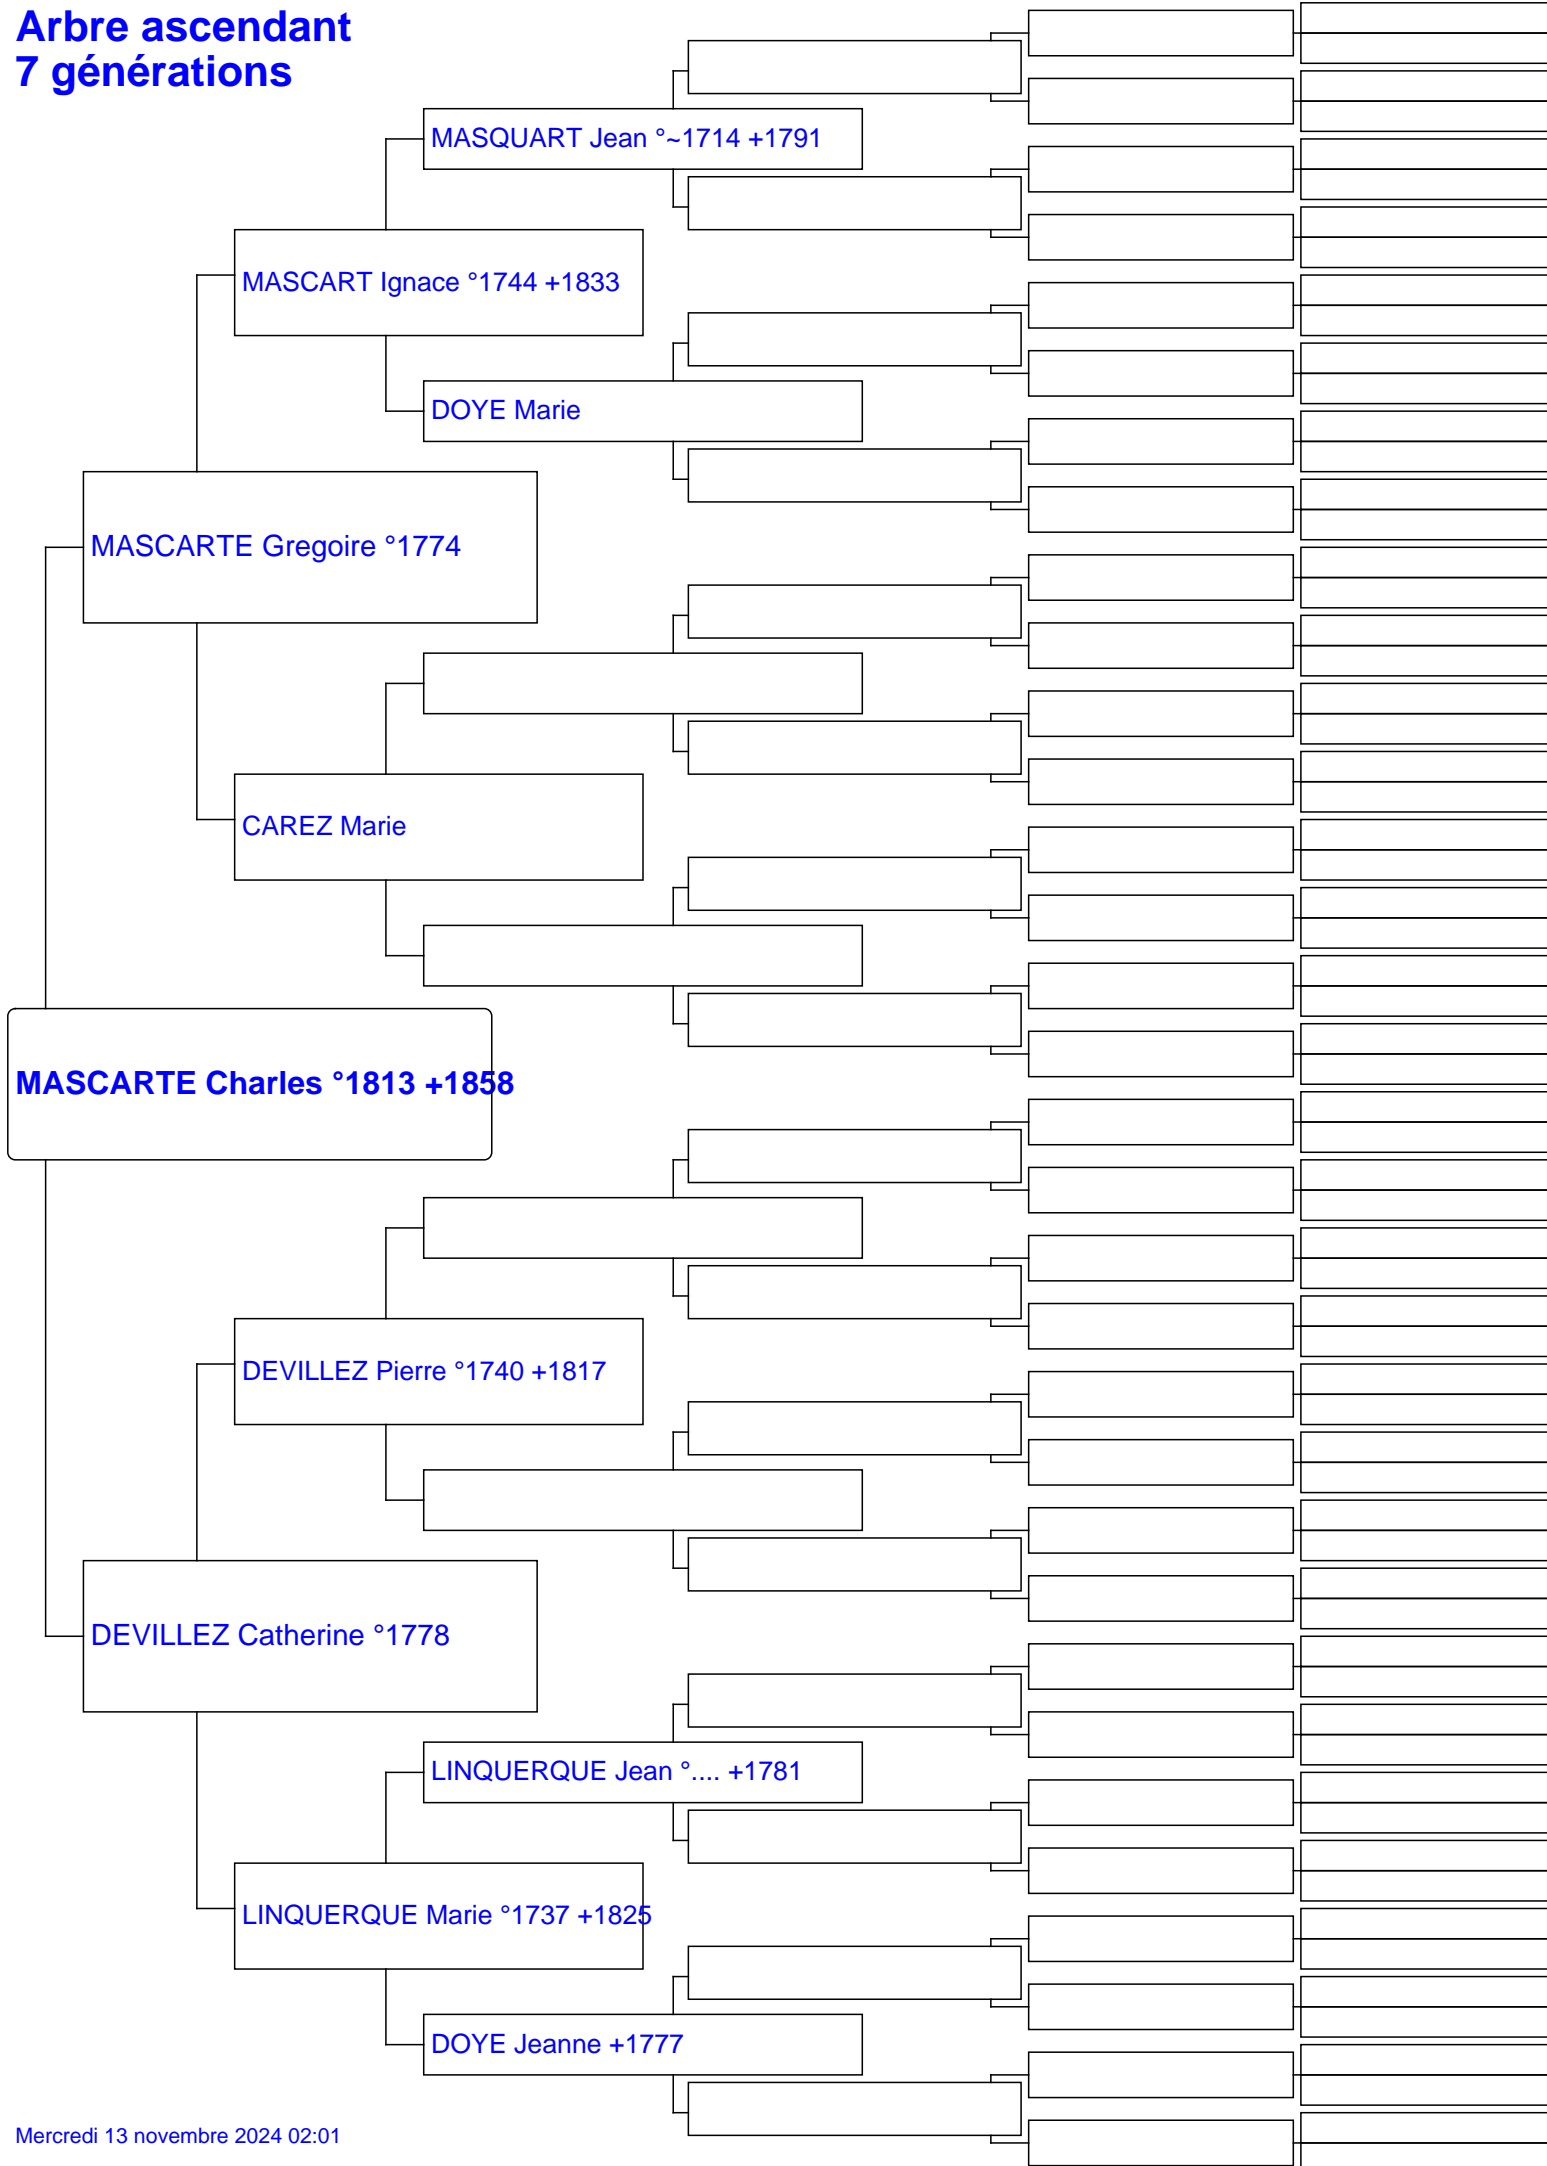 Arbre ascendant
7 générations
MASQUART Jean °~1714 +1791
MASCART Ignace °1744 +1833
DOYE Marie
MASCARTE Gregoire °1774
CAREZ Marie
MASCARTE Charles °1813 +1858
DEVILLEZ Pierre °1740 +1817
DEVILLEZ Catherine °1778
LINQUERQUE Jean °.... +1781
LINQUERQUE Marie °1737 +1825
DOYE Jeanne +1777
Mercredi 13 novembre 2024 02:01